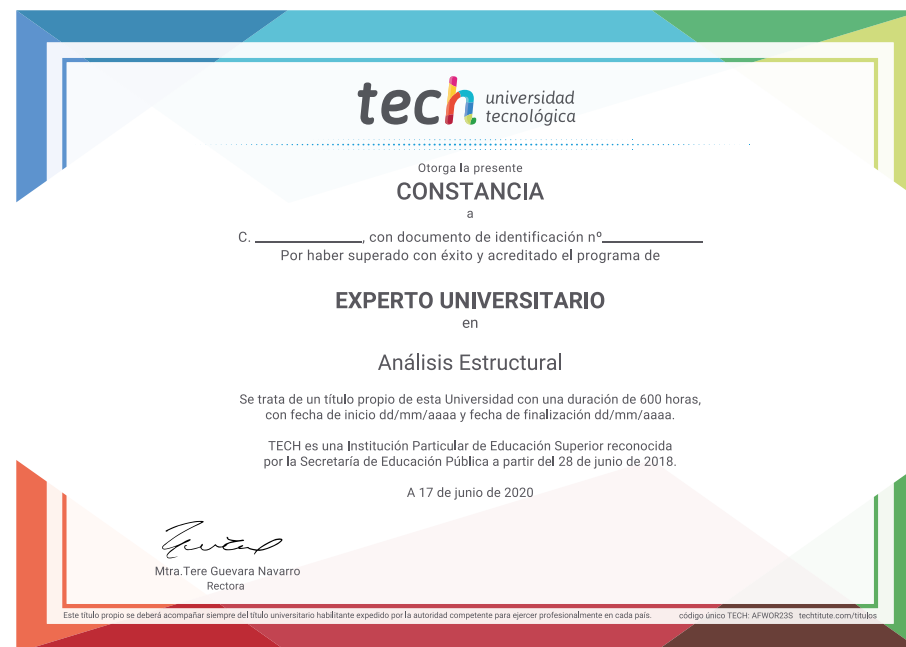 tech universidad
tecnológica
Otorga la presente
CONSTANCIA
a
C. ______________, con documento de identificación nº_____________
Por haber superado con éxito y acreditado el programa de
EXPERTO UNIVERSITARIO
en
Análisis Estructural
Se trata de un título propio de esta Universidad con una duración de 600 horas,
con fecha de inicio dd/mm/aaaa y fecha de finalización dd/mm/aaaa.
TECH es una Institución Particular de Educación Superior reconocida
por la Secretaría de Educación Pública a partir del 28 de junio de 2018.
A 17 de junio de 2020
Mtra.Tere Guevara Navarro
Rectora
Este título propio se deberá acompañar siempre del título universitario habilitante expedido por la autoridad competente para ejercer profesionalmente en cada país. código único TECH: AFWOR23S techtitute.com/titulos